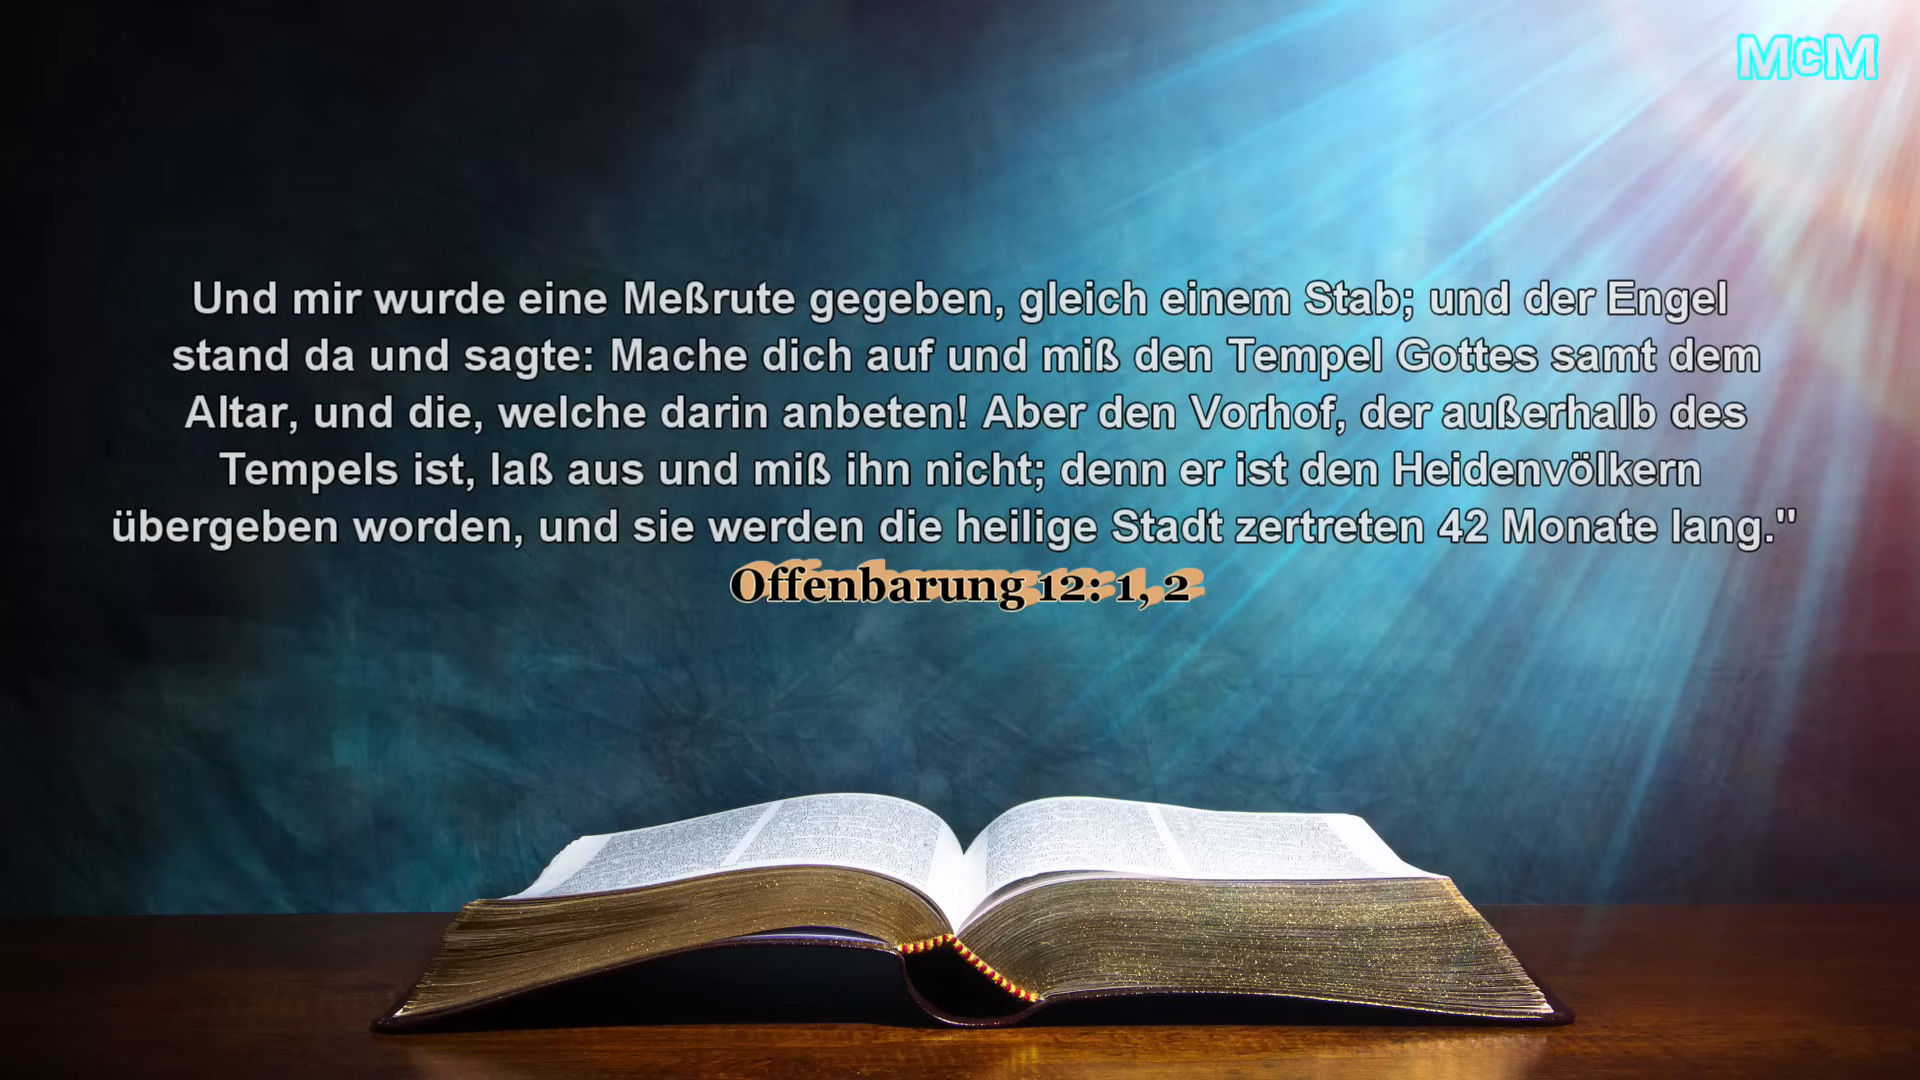 MCM
Und mir wurde eine Meßrute gegeben, gleich einem Stab; und der Engel
stand da und sagte: Mache dich auf und miß den Tempel Gottes samt dem
Altar, und die, welche darin anbeten! Aber den Vorhof, der außerhalb des
Tempels ist, laß aus und miß ihn nicht; denn er ist den Heidenvölkern
übergeben worden, und sie werden die heilige Stadt zertreten 42 Monate lang."
Offenbarung 12: 1, 2